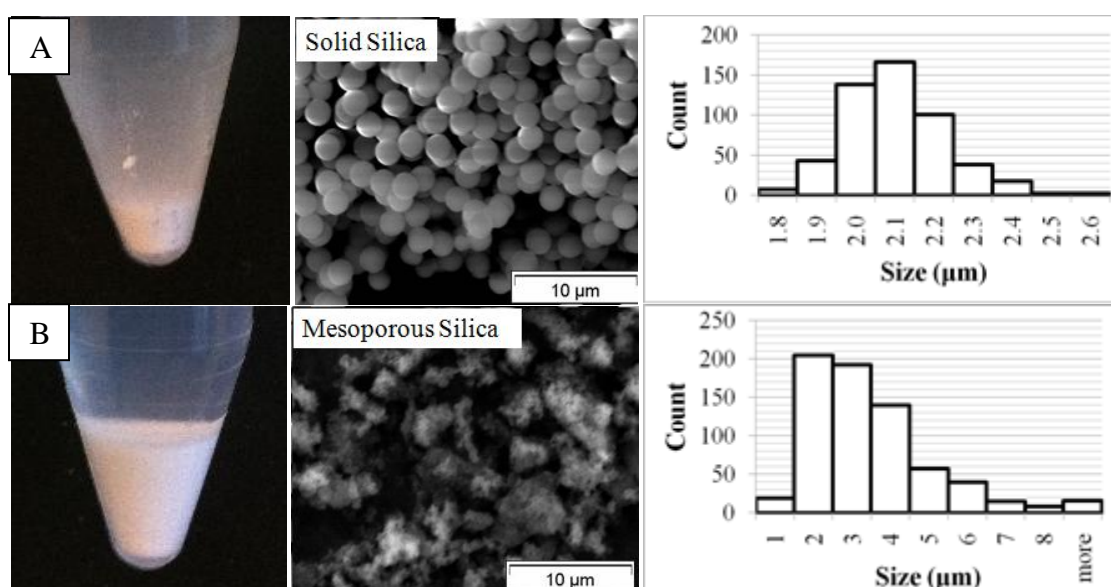 A
Solid Silica
10 µm
200
150
100
50
0
Count
1.8
1.9
2.0
2.1
2.2
2.3
2.4
2.5
2.6
Size (µm)
B
Mesoporous Silica
10 µm
250
200
150
100
50
0
Count
1
2
3
4
5
6
7
8
more
Size (µm)